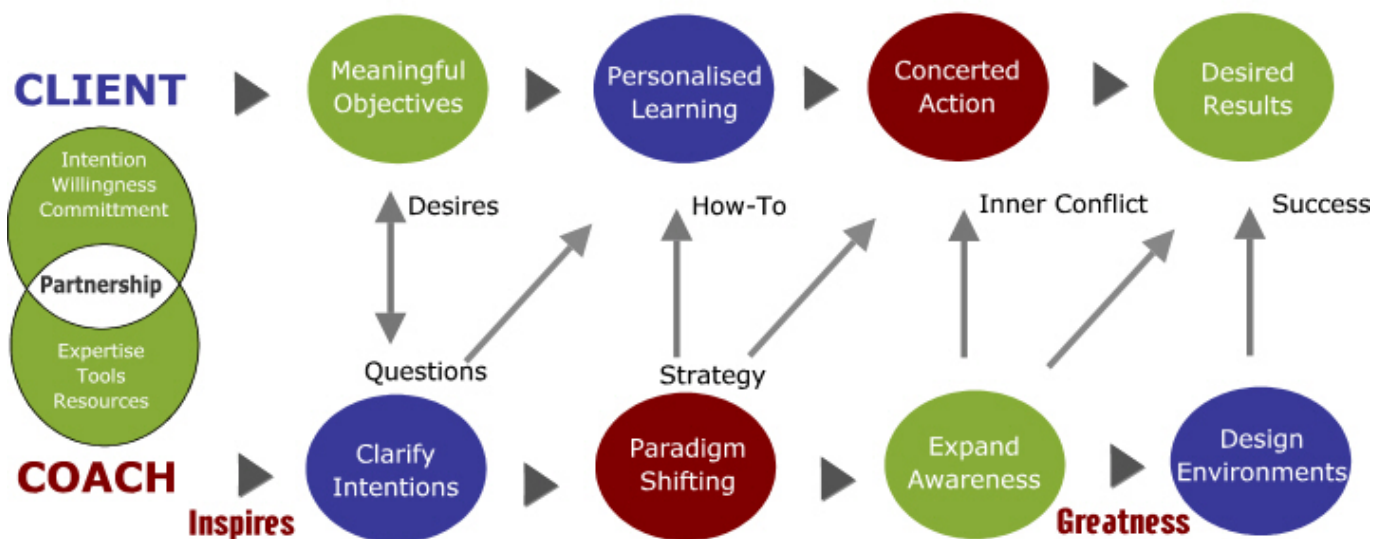 CLIENT
Meaningful
Objectives
Personalised
Learning
Concerted
Action
Desired
Results
Intention
Willingness
Committment
Partnership
Expertise
Tools
Resources
Desires
How-To
Inner Conflict
Success
Questions
Strategy
COACH
Clarify
Intentions
Paradigm
Shifting
Expand
Awareness
Design
Environments
Inspires
Greatness